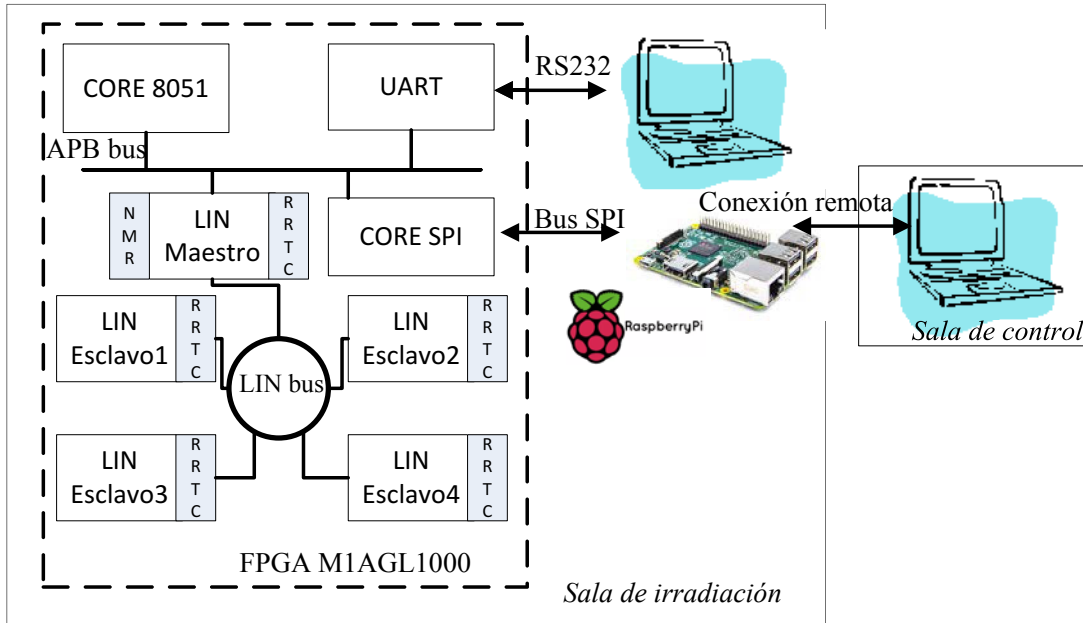 CORE 8051
UART
RS232
APB bus
N
M
R
LIN
Maestro
R
R
T
C
CORE SPI
Bus SPI
Conexión remota
RaspberryPi
Sala de control
LIN
Esclavo1
R
R
T
C
LIN
Esclavo2
R
R
T
C
LIN bus
LIN
Esclavo3
R
R
T
C
LIN
Esclavo4
R
R
T
C
FPGA M1AGL1000
Sala de irradiación